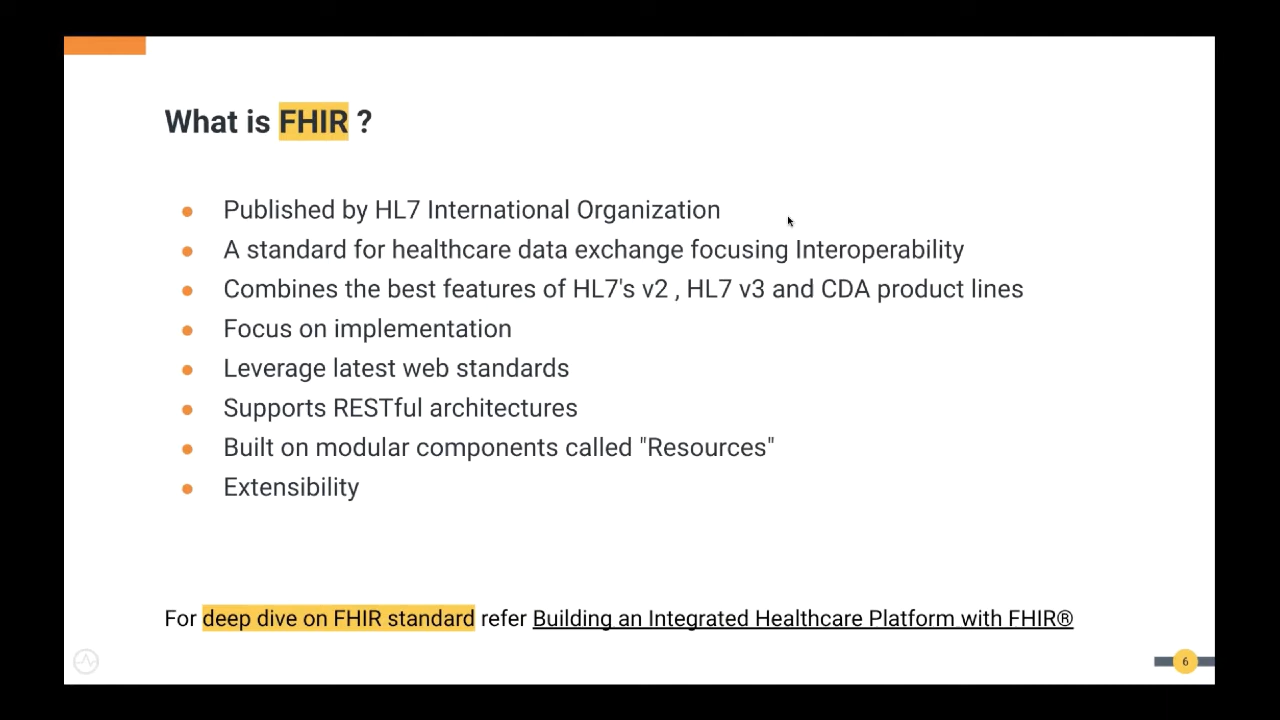 What is FHIR ?
Published by HL7 International Organization
A standard for healthcare data exchange focusing Interoperability
Combines the best features of HL7's v2 , HL7 v3 and CDA product lines
Focus on implementation
Leverage latest web standards
Supports RESTful architectures
Built on modular components called "Resources"
Extensibility
For deep dive on FHIR standard refer Building an Integrated Healthcare Platform with FHIR®
6